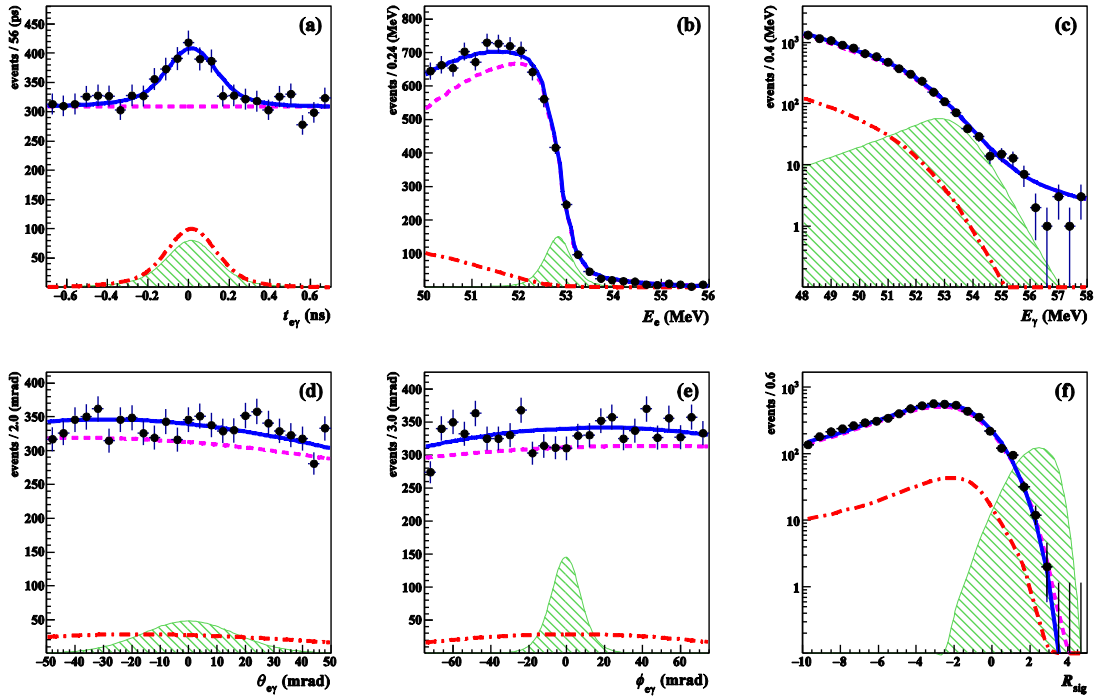 (a)
events / 56 (ps)
450
400
350
300
250
200
150
100
50
−0.6 −0.4 −0.2 0 0.2 0.4 0.6
t_eγ (ns)
(b)
events / 0.24 (MeV)
800
700
600
500
400
300
200
100
50 51 52 53 54 55 56
E_e (MeV)
(c)
events / 0.4 (MeV)
10³
10²
10
1
48 49 50 51 52 53 54 55 56 57 58
E_γ (MeV)
(d)
events / 2.0 (mrad)
400
350
300
250
200
150
100
50
−50 −40 −30 −20 −10 0 10 20 30 40 50
θ_eγ (mrad)
(e)
events / 3.0 (mrad)
400
350
300
250
200
150
100
50
−60 −40 −20 0 20 40 60
ϕ_eγ (mrad)
(f)
events / 0.6
10³
10²
10
1
−10 −8 −6 −4 −2 0 2 4
R_sig